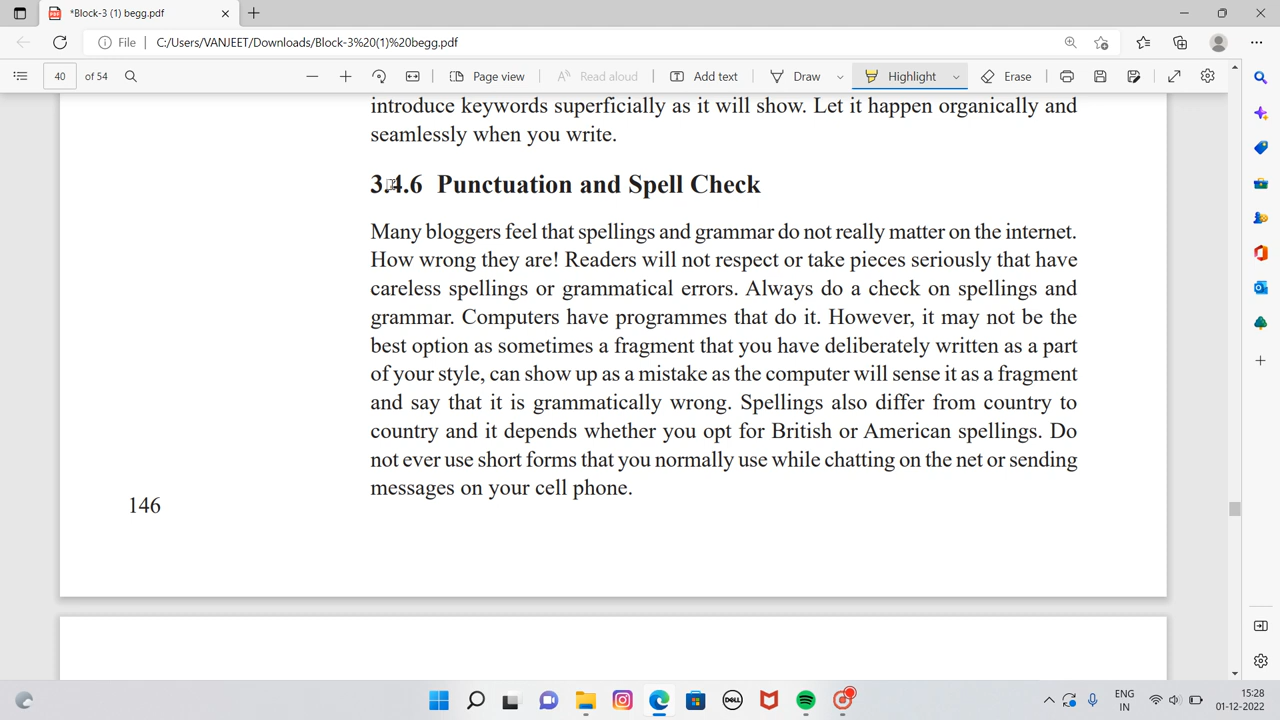 *Block-3 (1) begg.pdf
File C:/Users/VANJEET/Downloads/Block-3%20(1)%20begg.pdf
40 of 54 Page view Read aloud Add text Draw Highlight Erase
introduce keywords superficially as it will show. Let it happen organically and
seamlessly when you write.
3.4.6 Punctuation and Spell Check
Many bloggers feel that spellings and grammar do not really matter on the internet.
How wrong they are! Readers will not respect or take pieces seriously that have
careless spellings or grammatical errors. Always do a check on spellings and
grammar. Computers have programmes that do it. However, it may not be the
best option as sometimes a fragment that you have deliberately written as a part
of your style, can show up as a mistake as the computer will sense it as a fragment
and say that it is grammatically wrong. Spellings also differ from country to
country and it depends whether you opt for British or American spellings. Do
not ever use short forms that you normally use while chatting on the net or sending
messages on your cell phone.
146
DELL
ENG
IN
15:28
01-12-2022